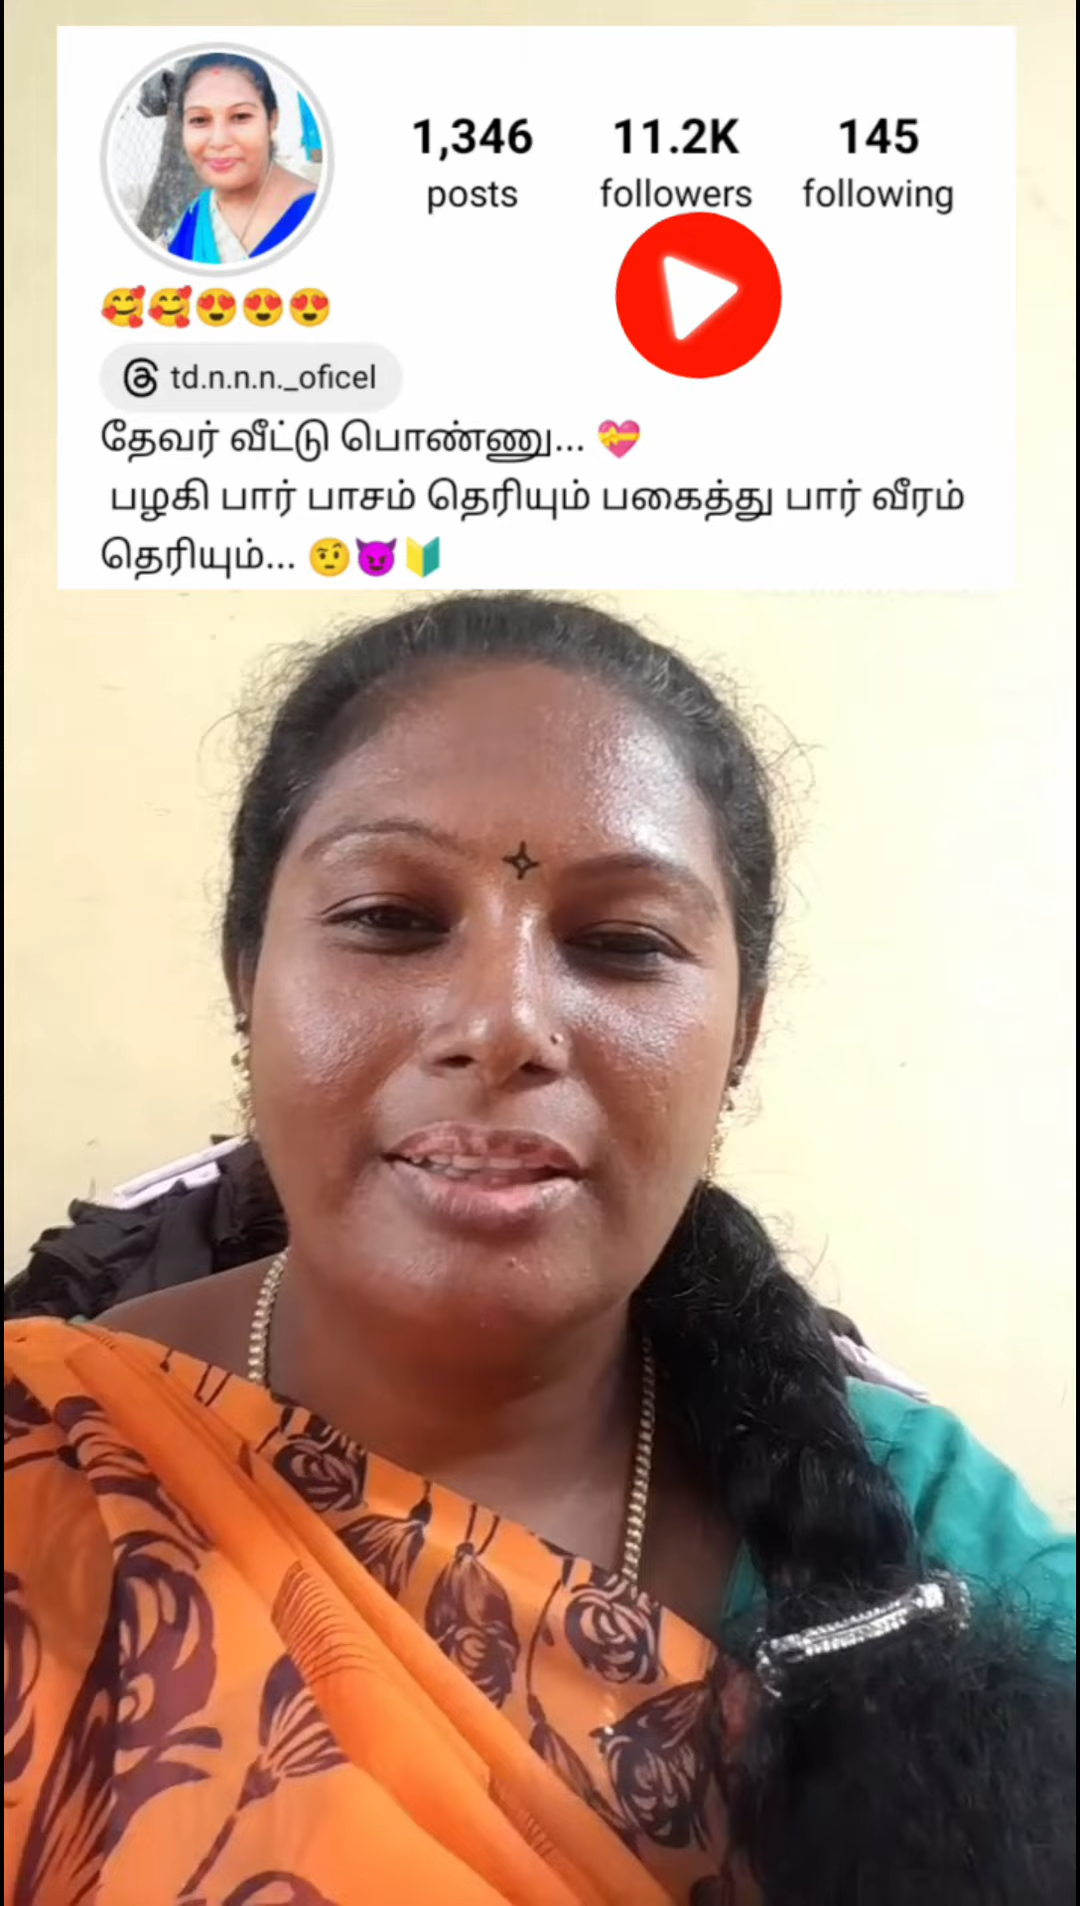 1,346 11.2K 145
posts followers following
🥰🥰😍😍😍
td.n.n.n._oficel
தேவர் வீட்டு பொண்ணு... 💝
பழகி பார் பாசம் தெரியும் பகைத்து பார் வீரம்
தெரியும்... 🤨😈🔰